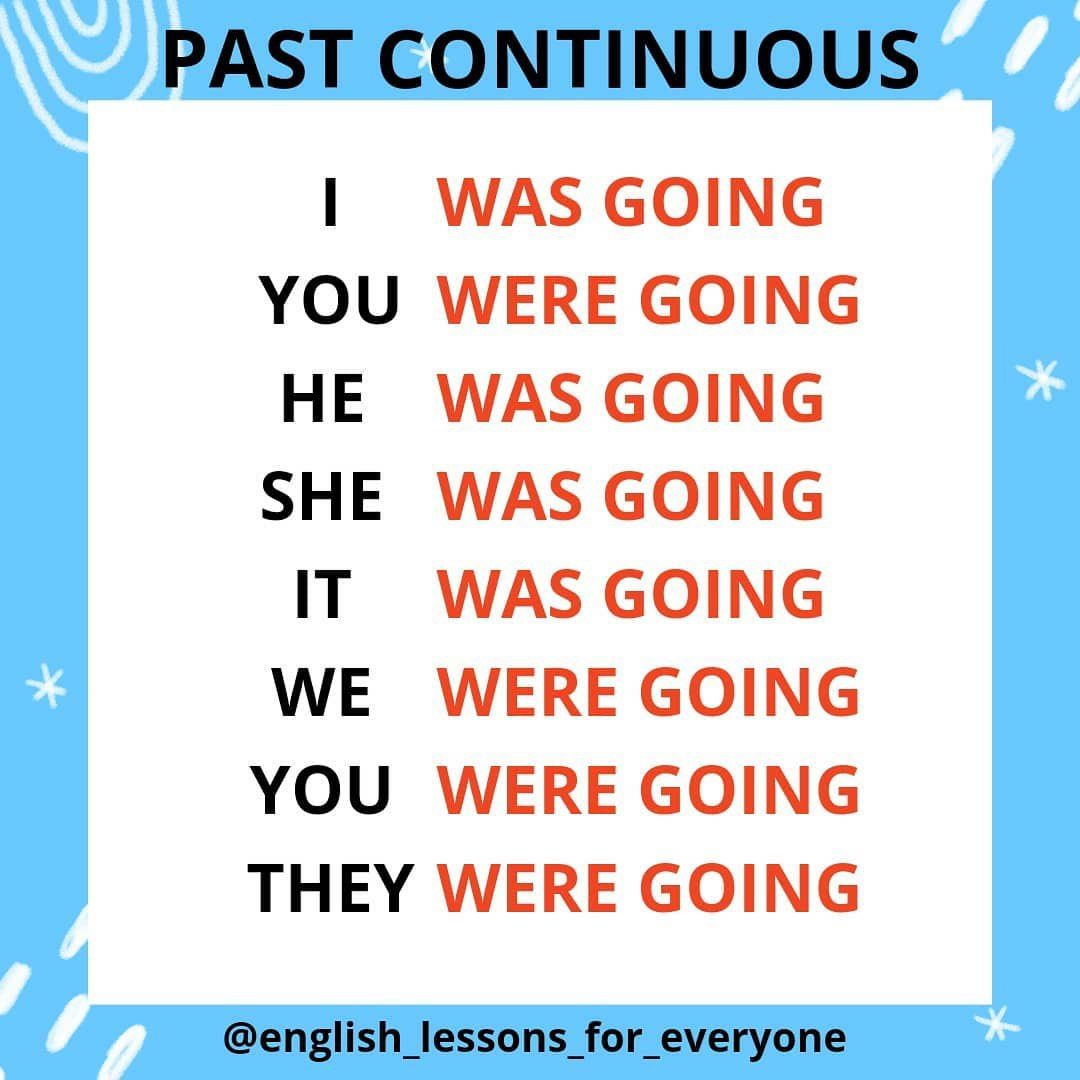 PAST CONTINUOUS
I WAS GOING
YOU WERE GOING
HE WAS GOING
SHE WAS GOING
IT WAS GOING
WE WERE GOING
YOU WERE GOING
THEY WERE GOING
@english_lessons_for_everyone